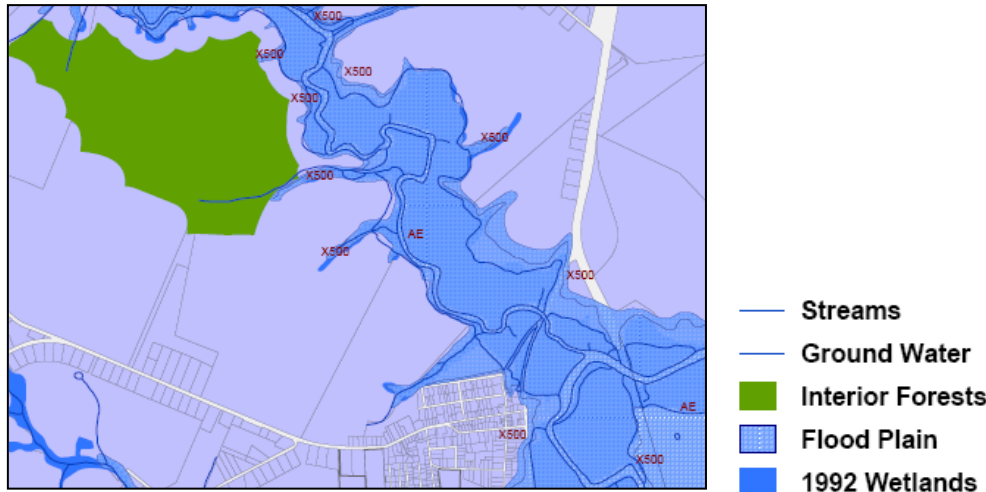 X500
X500
X500
X500
X500
X500
AE
X500
X500
AE
X500
X500
Streams
Ground Water
Interior Forests
Flood Plain
1992 Wetlands